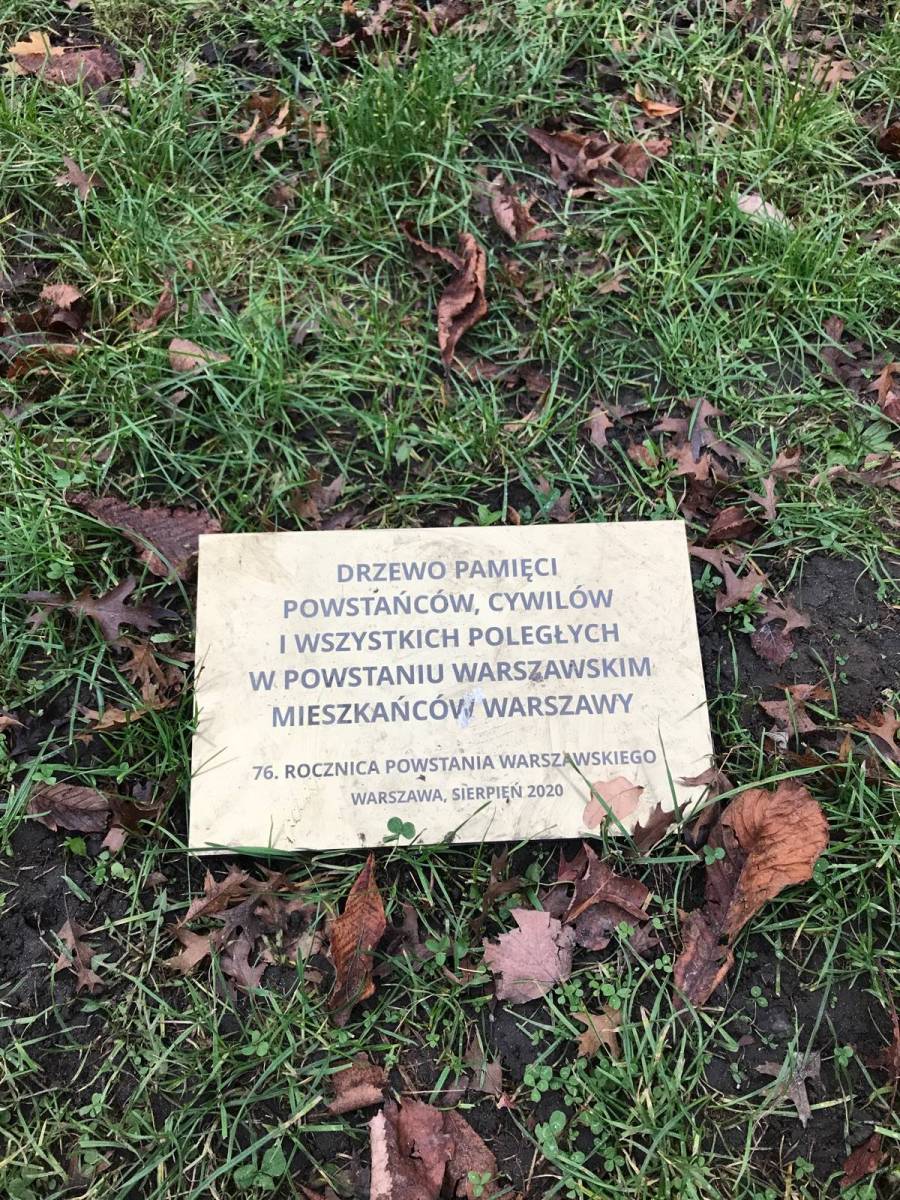 DRZEWO PAMIĘCI
POWSTAŃCÓW, CYWILÓW
I WSZYSTKICH POLEGŁYCH
W POWSTANIU WARSZAWSKIM
MIESZKAŃCÓW WARSZAWY
76. ROCZNICA POWSTANIA WARSZAWSKIEGO
WARSZAWA, SIERPIEŃ 2020